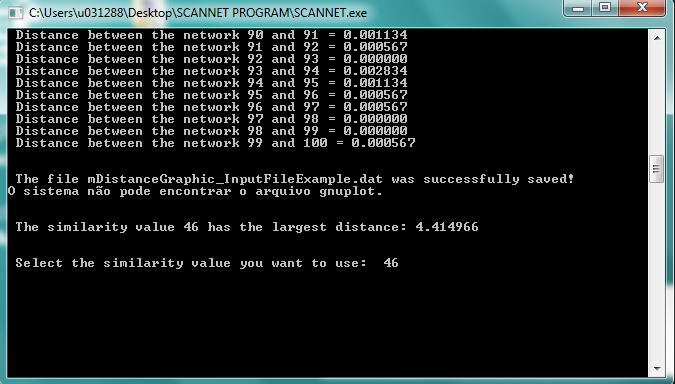 C:\Users\u031288\Desktop\SCANNET PROGRAM\SCANNET.exe
Distance between the network 90 and 91 = 0.001134
Distance between the network 91 and 92 = 0.000567
Distance between the network 92 and 93 = 0.000000
Distance between the network 93 and 94 = 0.002834
Distance between the network 94 and 95 = 0.001134
Distance between the network 95 and 96 = 0.000567
Distance between the network 96 and 97 = 0.000567
Distance between the network 97 and 98 = 0.000000
Distance between the network 98 and 99 = 0.000000
Distance between the network 99 and 100 = 0.000567
The file mDistanceGraphic_InputFileExample.dat was successfully saved!
O sistema não pode encontrar o arquivo gnuplot.
The similarity value 46 has the largest distance: 4.414966
Select the similarity value you want to use:  46